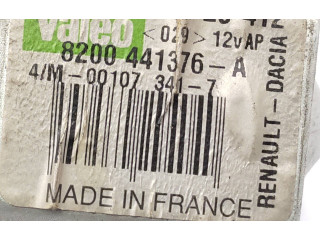 Valeo
<029> 12v AP
8200 441376-A
4/M-00107 341-7
MADE IN FRANCE
RENAULT-DACIA